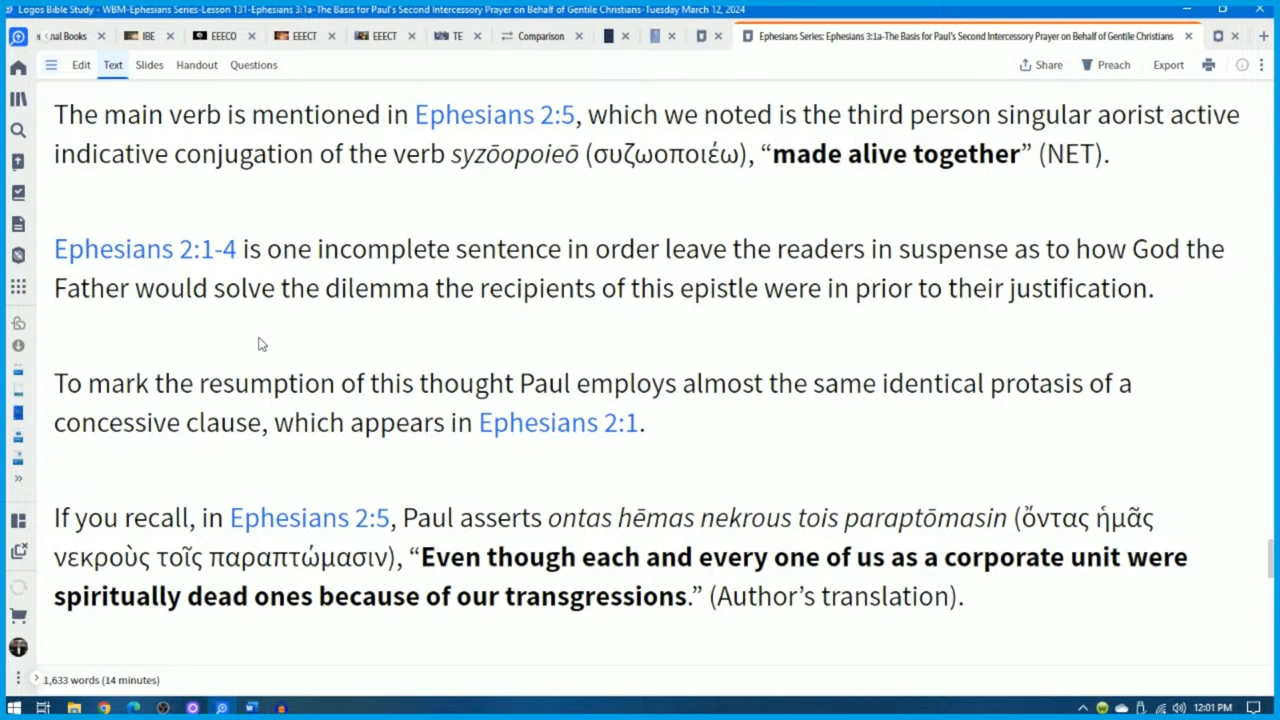 Logos Bible Study - WBM-Ephesians Series-Lesson 131-Ephesians 3:1a-The Basis for Paul's Second Intercessory Prayer on Behalf of Gentile Christians-Tuesday March 12, 2024
nal Books IBE EEECO EEECT EEECT TE Comparison Ephesians Series: Ephesians 3:1a-The Basis for Paul's Second Intercessory Prayer on Behalf of Gentile Christians
Edit Text Slides Handout Questions Share Preach Export
The main verb is mentioned in Ephesians 2:5, which we noted is the third person singular aorist active
indicative conjugation of the verb syzōopoieō (συζωοποιέω), “made alive together” (NET).
Ephesians 2:1-4 is one incomplete sentence in order leave the readers in suspense as to how God the
Father would solve the dilemma the recipients of this epistle were in prior to their justification.
To mark the resumption of this thought Paul employs almost the same identical protasis of a
concessive clause, which appears in Ephesians 2:1.
If you recall, in Ephesians 2:5, Paul asserts ontas hēmas nekrous tois paraptōmasin (ὄντας ἡμᾶς
νεκροὺς τοῖς παραπτώμασιν), “Even though each and every one of us as a corporate unit were
spiritually dead ones because of our transgressions.” (Author’s translation).
1,633 words (14 minutes)
12:01 PM